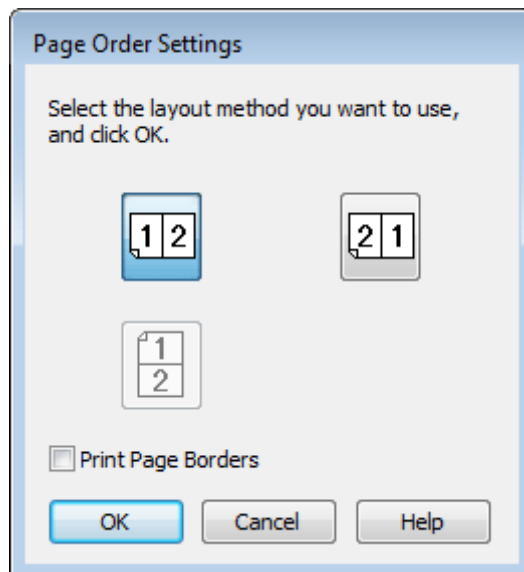 Page Order Settings
Select the layout method you want to use,
and click OK.
1 2
2 1
1
2
Print Page Borders
OK Cancel Help